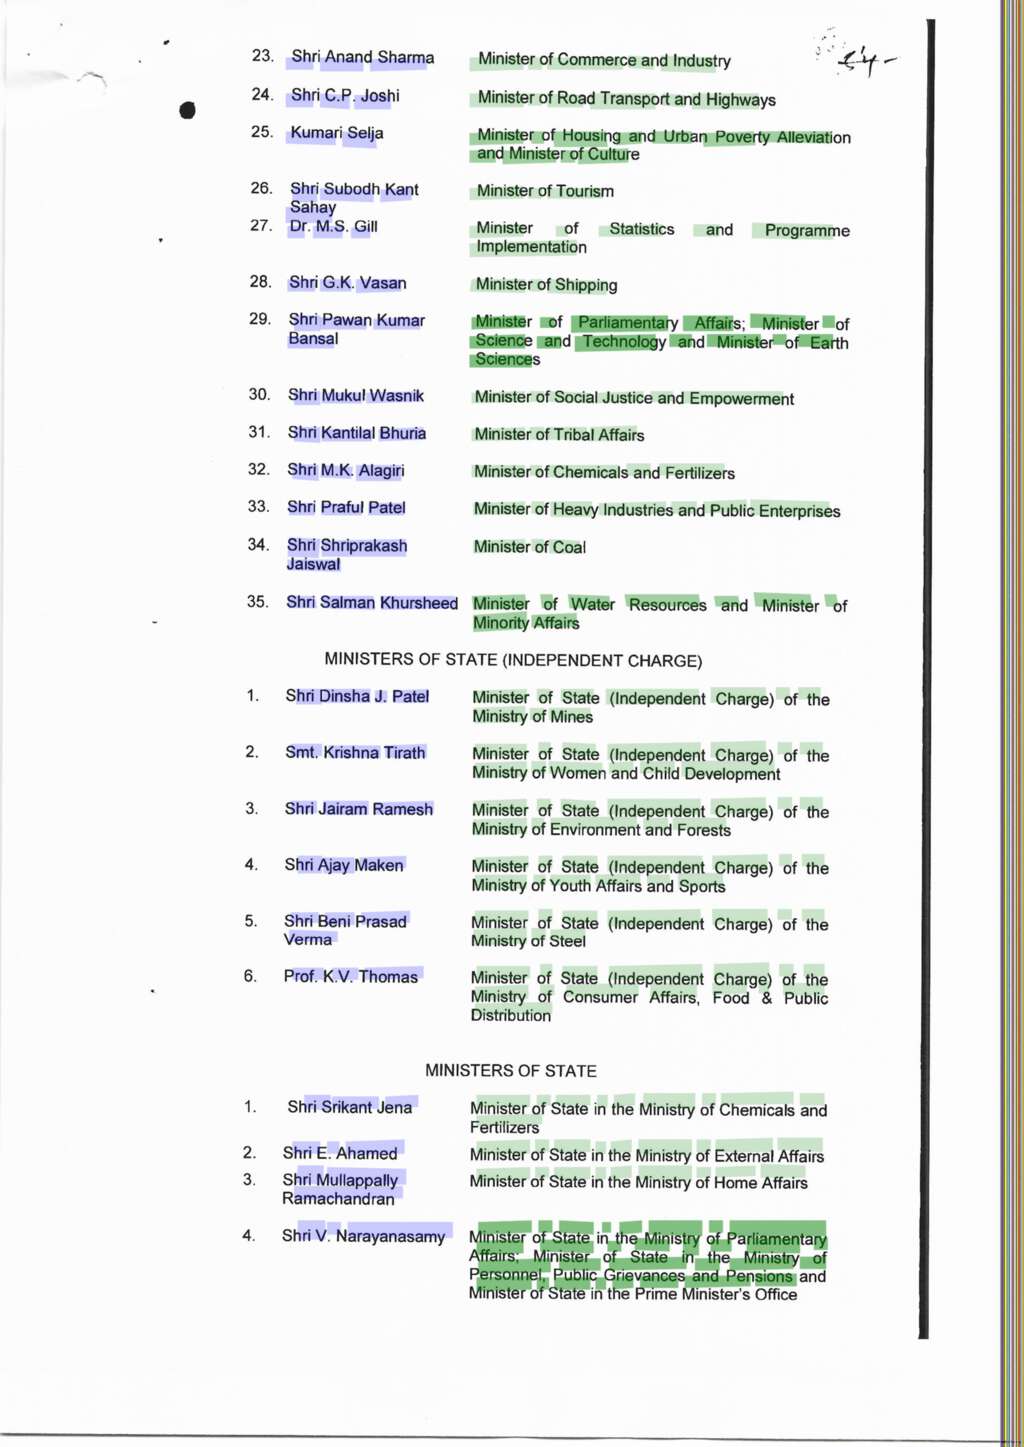 23. Shri Anand Sharma Minister of Commerce and Industry
24. Shri C.P. Joshi Minister of Road Transport and Highways
25. Kumari Selja Minister of Housing and Urban Poverty Alleviation
and Minister of Culture
26. Shri Subodh Kant Minister of Tourism
Sahay
27. Dr. M.S. Gill Minister of Statistics and Programme
Implementation
28. Shri G.K. Vasan Minister of Shipping
29. Shri Pawan Kumar Minister of Parliamentary Affairs; Minister of
Bansal Science and Technology and Minister of Earth
Sciences
30. Shri Mukul Wasnik Minister of Social Justice and Empowerment
31. Shri Kantilal Bhuria Minister of Tribal Affairs
32. Shri M.K. Alagiri Minister of Chemicals and Fertilizers
33. Shri Praful Patel Minister of Heavy Industries and Public Enterprises
34. Shri Shriprakash Minister of Coal
Jaiswal
35. Shri Salman Khursheed Minister of Water Resources and Minister of
Minority Affairs
MINISTERS OF STATE (INDEPENDENT CHARGE)
1. Shri Dinsha J. Patel Minister of State (Independent Charge) of the
Ministry of Mines
2. Smt. Krishna Tirath Minister of State (Independent Charge) of the
Ministry of Women and Child Development
3. Shri Jairam Ramesh Minister of State (Independent Charge) of the
Ministry of Environment and Forests
4. Shri Ajay Maken Minister of State (Independent Charge) of the
Ministry of Youth Affairs and Sports
5. Shri Beni Prasad Minister of State (Independent Charge) of the
Verma Ministry of Steel
6. Prof. K.V. Thomas Minister of State (Independent Charge) of the
Ministry of Consumer Affairs, Food & Public
Distribution
MINISTERS OF STATE
1. Shri Srikant Jena Minister of State in the Ministry of Chemicals and
Fertilizers
2. Shri E. Ahamed Minister of State in the Ministry of External Affairs
3. Shri Mullappally Minister of State in the Ministry of Home Affairs
Ramachandran
4. Shri V. Narayanasamy Minister of State in the Ministry of Parliamentary
Affairs; Minister of State in the Ministry of
Personnel, Public Grievances and Pensions and
Minister of State in the Prime Minister's Office